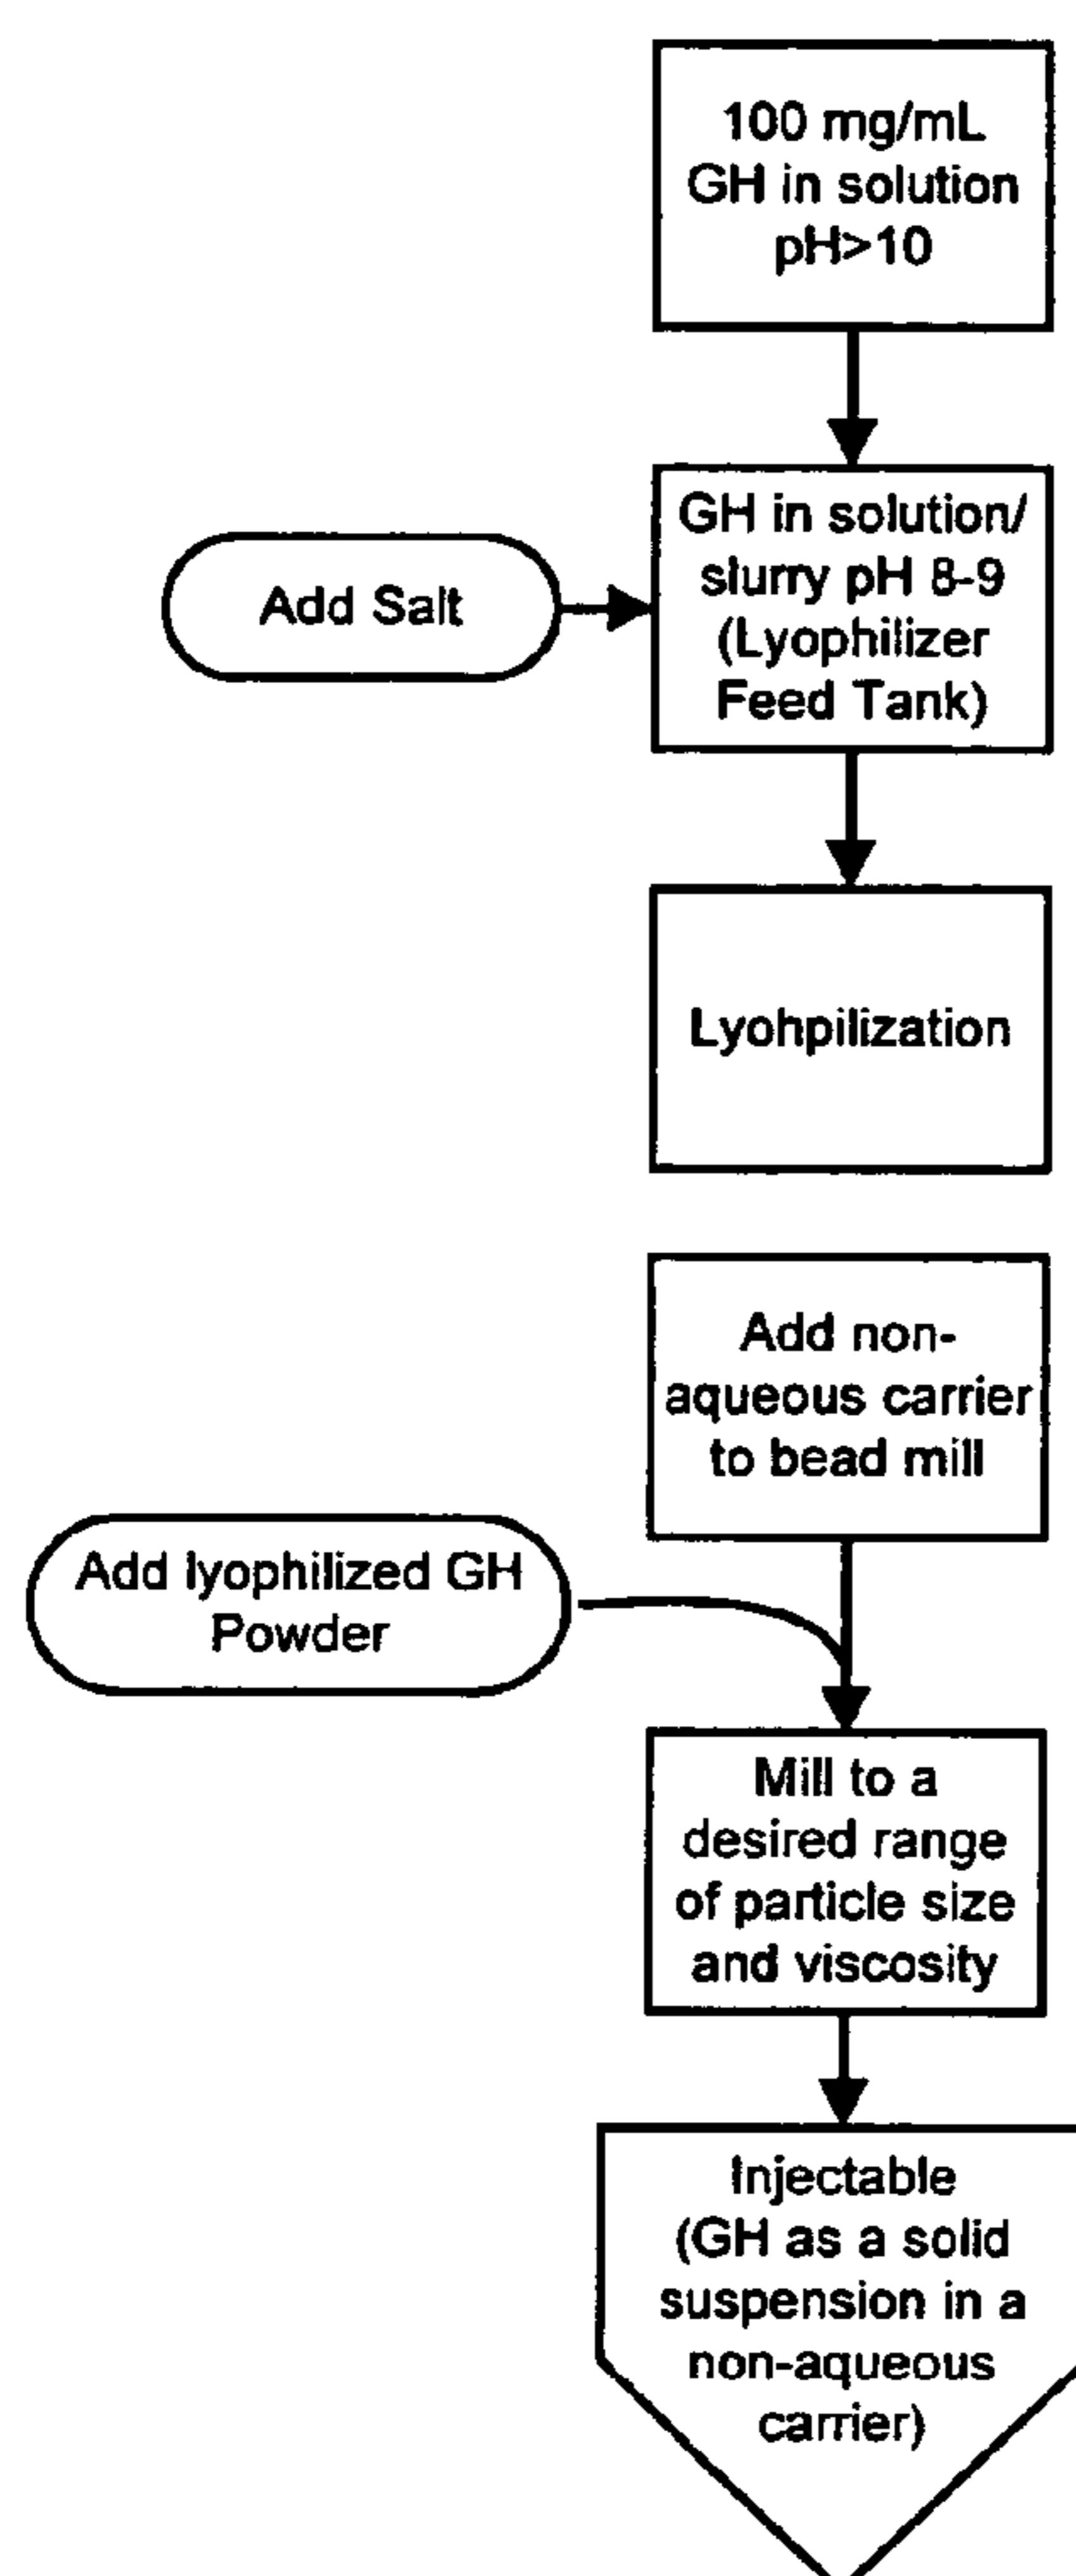 100 mg/mL
GH in solution
pH>10
Add Salt
GH in solution/
slurry pH 8-9
(Lyophilizer
Feed Tank)
Lyohpilization
Add non-
aqueous carrier
to bead mill
Add lyophilized GH
Powder
Mill to a
desired range
of particle size
and viscosity
Injectable
(GH as a solid
suspension in a
non-aqueous
carrier)